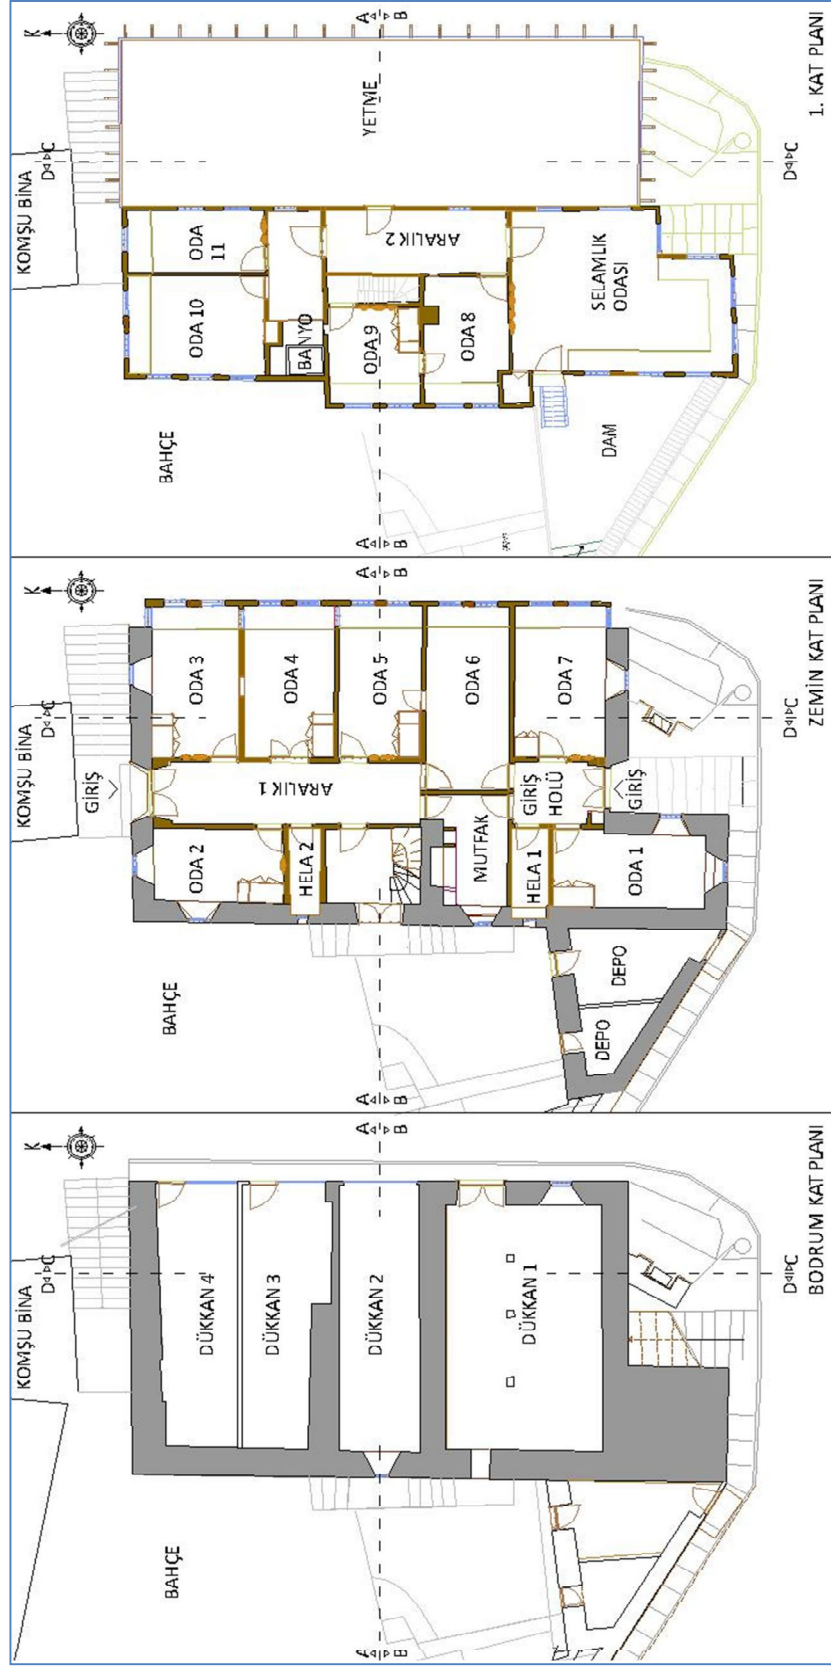 KOMŞU BİNA
K
D C
BAHÇE
DÜKKAN 4
DÜKKAN 3
A A
DÜKKAN 2
B B
DÜKKAN 1
D C
BODRUM KAT PLANI
KOMŞU BİNA
K
D C
GİRİŞ
BAHÇE
ODA 2
ODA 3
ARALIK 1
HELA 2
ODA 4
A A
ODA 5
B B
MUTFAK
ODA 6
HELA 1
GİRİŞ
HOLÜ
ODA 7
DEPO
DEPO
ODA 1
GİRİŞ
D C
ZEMİN KAT PLANI
KOMŞU BİNA
K
D C
BAHÇE
ODA 10
ODA
11
BANYO
YETME
A A
ODA 9
B B
ARALIK 2
ODA 8
SELAMLIK
ODASI
DAM
D C
1. KAT PLANI